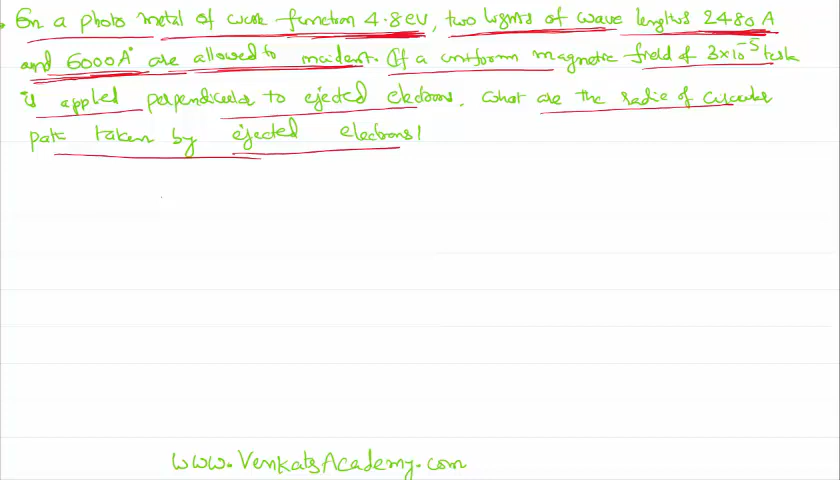 On a photo metal of work function 4.8ev, two lights of wave lengths 2480 A
and 6000A° are allowed to incident. If a uniform magnetic field of 3×10⁻⁵ tesla
is applied perpendicular to ejected electrons. What are the radie of circular
path taken by ejected electrons!
www.VenkatsAcademy.com